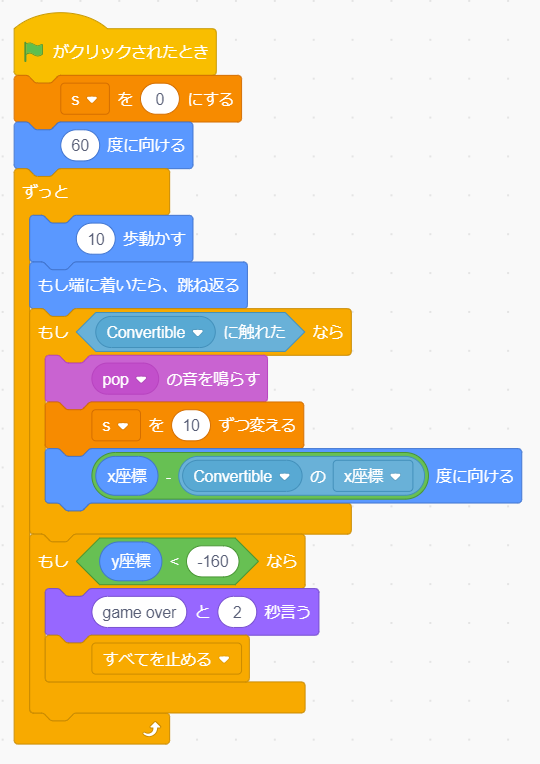 がクリックされたとき
s を 0 にする
60 度に向ける
ずっと
10 歩動かす
もし端に着いたら、跳ね返る
もし Convertible に触れた なら
pop の音を鳴らす
s を 10 ずつ変える
x座標 - Convertible の x座標 度に向ける
もし y座標 < -160 なら
game over と 2 秒言う
すべてを止める